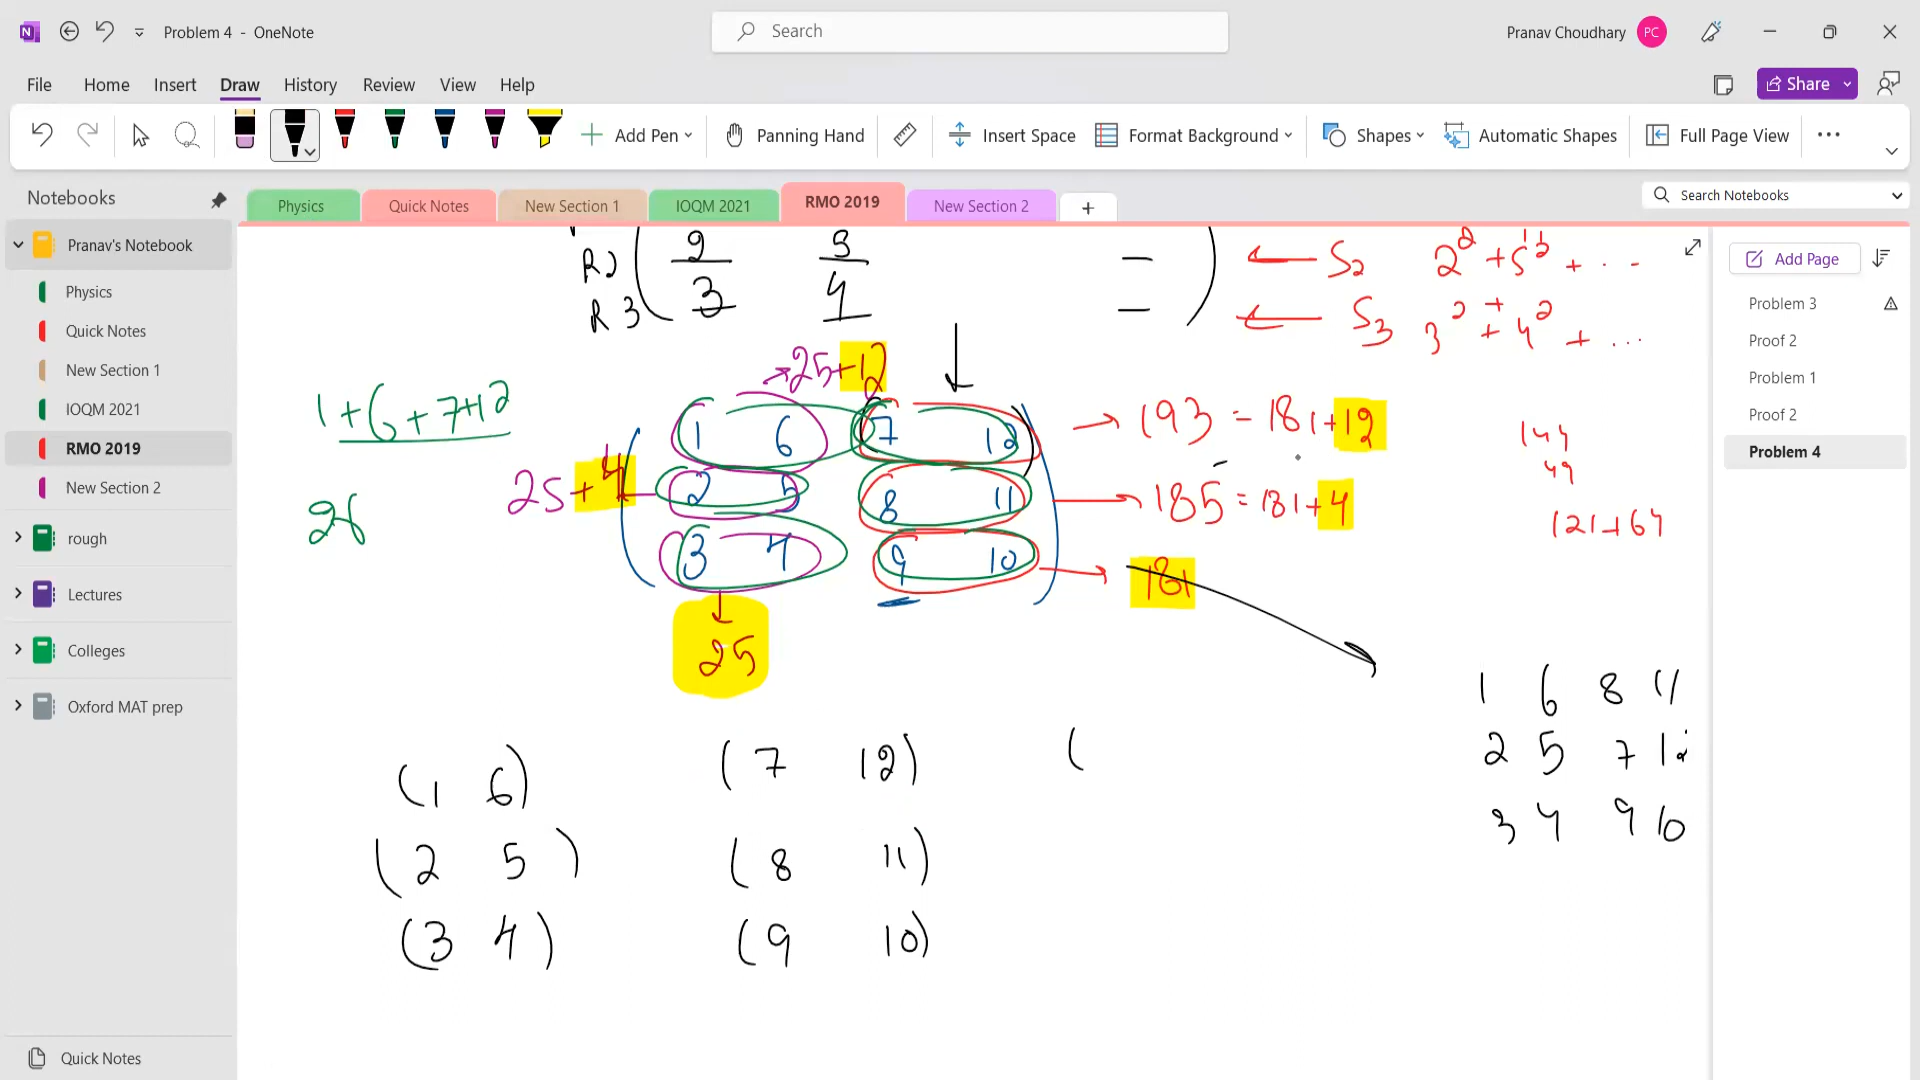 Problem 4 - OneNote
Search
Pranav Choudhary PC
File Home Insert Draw History Review View Help
Share
Add Pen
Panning Hand
Insert Space
Format Background
Shapes
Automatic Shapes
Full Page View
Notebooks
Physics
Quick Notes
New Section 1
IOQM 2021
RMO 2019
New Section 2
Search Notebooks
Pranav's Notebook
Physics
Quick Notes
New Section 1
IOQM 2021
RMO 2019
New Section 2
rough
Lectures
Colleges
Oxford MAT prep
Quick Notes
Add Page
Problem 3
Proof 2
Problem 1
Proof 2
Problem 4
R2
R3 3 4
S2
S3 3² + 4² + ...
25+12
1+6+7+12
26
1 6 7 12 → 193 = 181+12
25+4 2 5 8 11 → 185 = 181+4
3 4 9 10 → 181
25
144
49
121+64
1 6 8 11
2 5 7 12
3 4 9 10
(1 6) (7 12) (
(2 5) (8 11)
(3 4) (9 10)